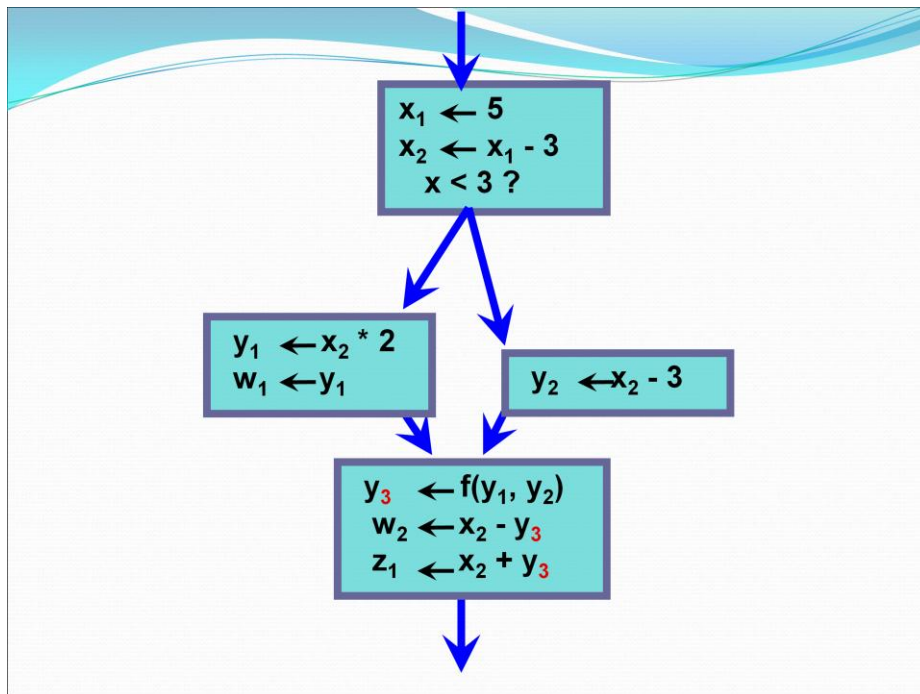 x₁ ← 5
x₂ ← x₁ - 3
x < 3 ?
y₁ ← x₂ * 2
w₁ ← y₁
y₂ ← x₂ - 3
y₃ ← f(y₁, y₂)
w₂ ← x₂ - y₃
z₁ ← x₂ + y₃